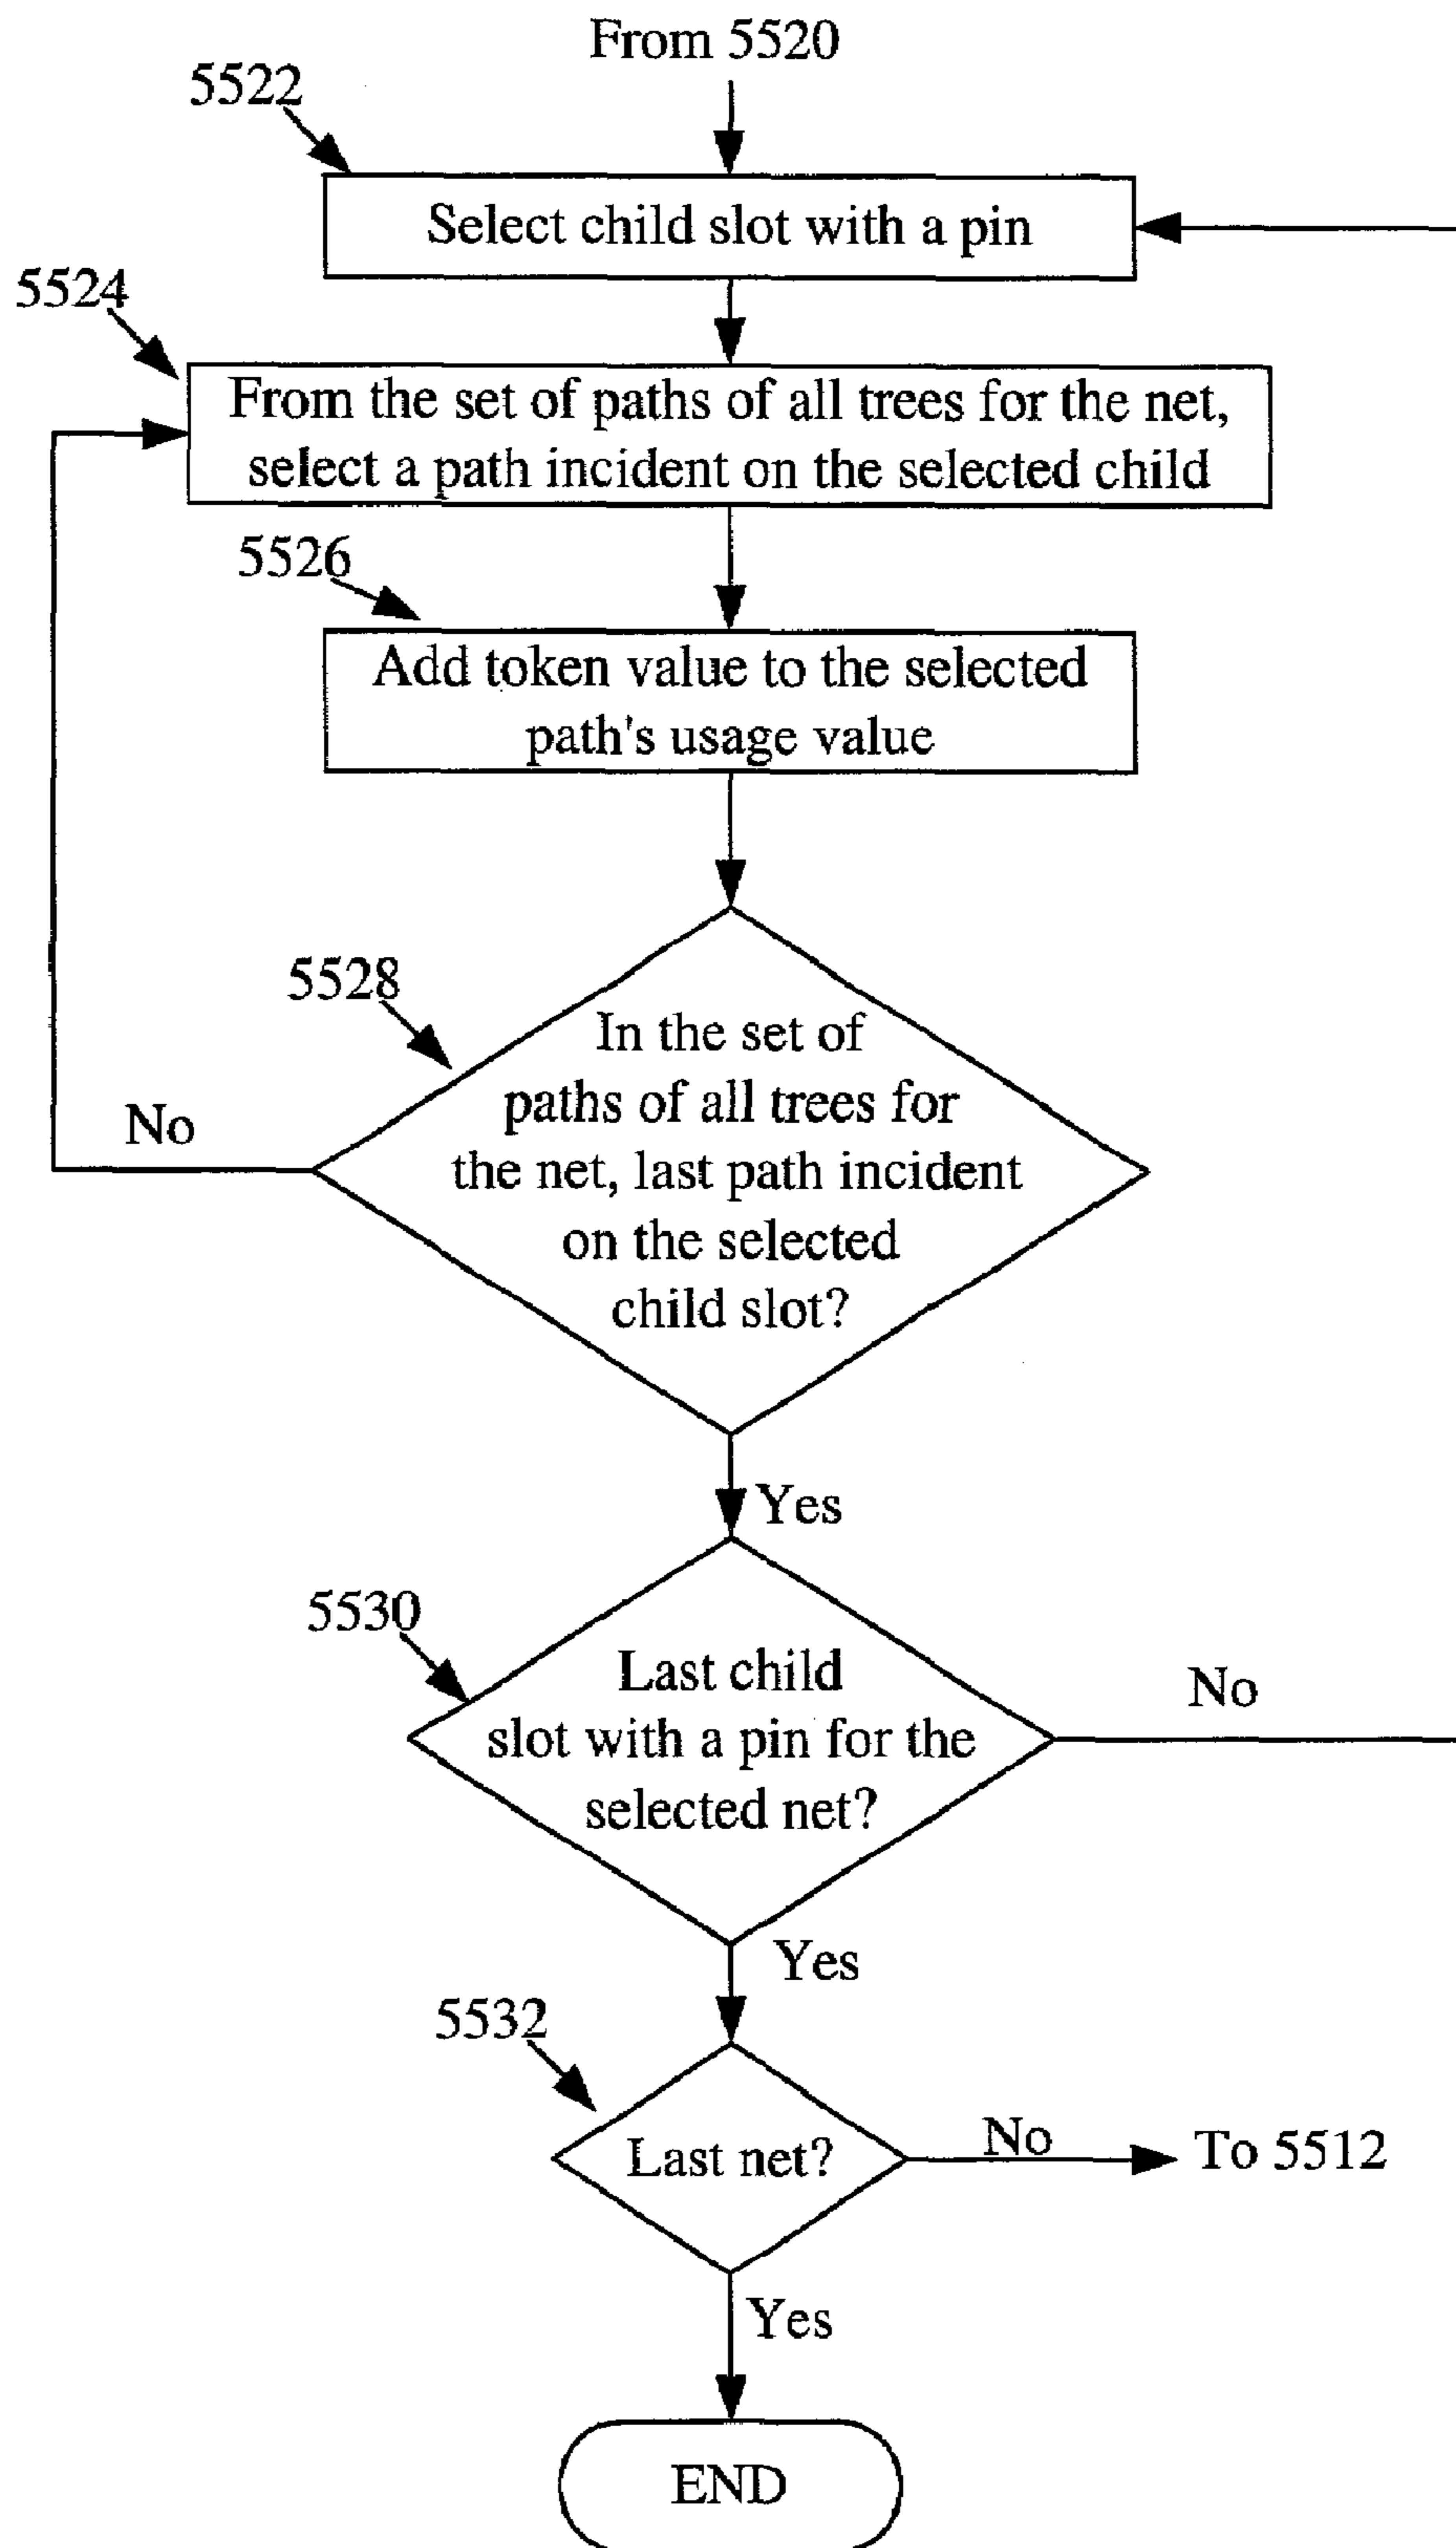 From 5520
5522
Select child slot with a pin
5524
From the set of paths of all trees for the net,
select a path incident on the selected child
5526
Add token value to the selected
path's usage value
5528
In the set of
paths of all trees for
the net, last path incident
on the selected
child slot?
No
Yes
5530
Last child
slot with a pin for the
selected net?
No
Yes
5532
Last net?
No
To 5512
Yes
END